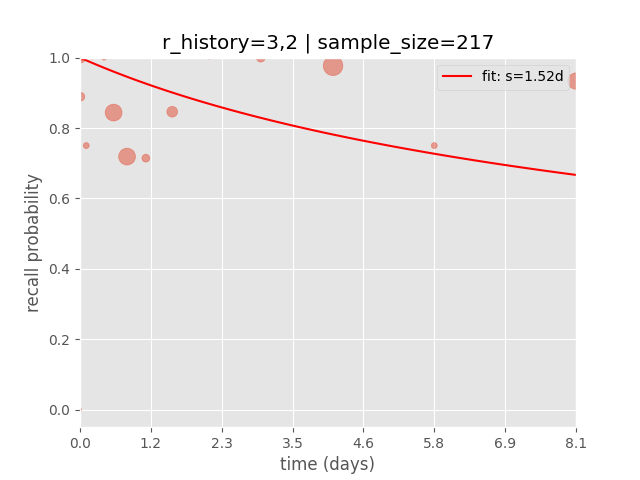 r_history=3,2 | sample_size=217
fit: s=1.52d
recall probability
1.0
0.8
0.6
0.4
0.2
0.0
0.0 1.2 2.3 3.5 4.6 5.8 6.9 8.1
time (days)